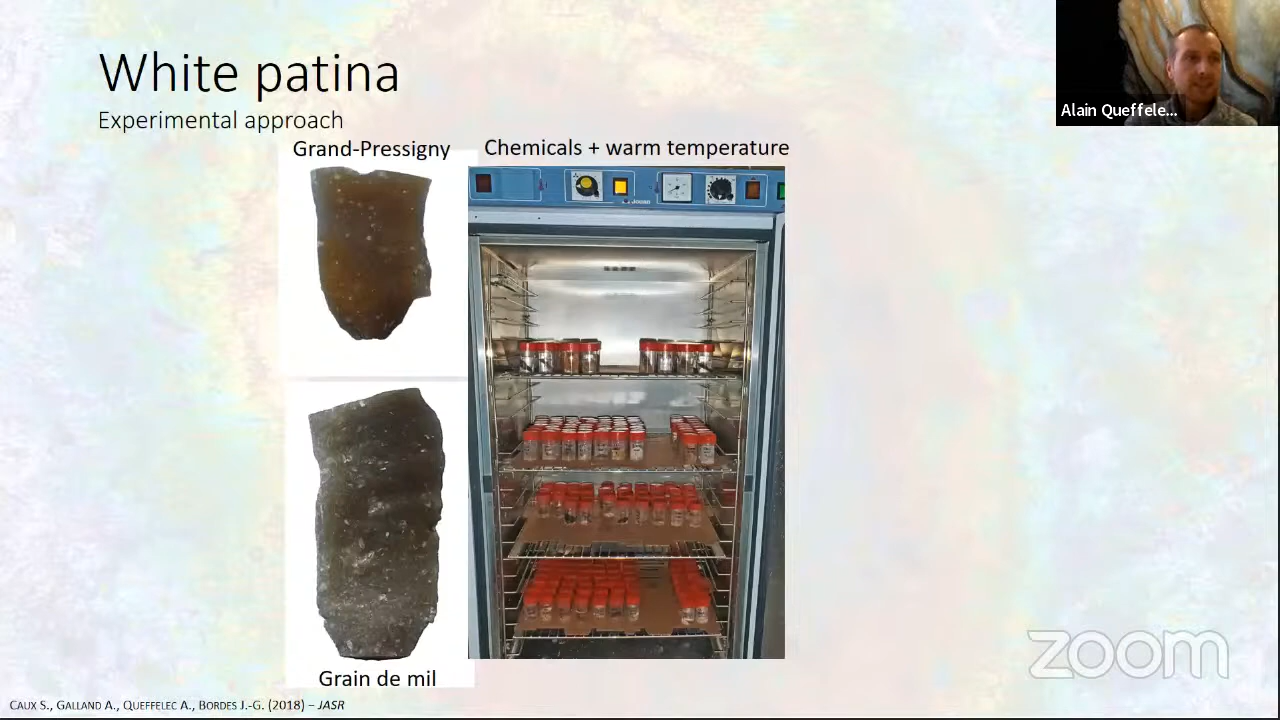 White patina
Experimental approach
Grand-Pressigny
Chemicals + warm temperature
Jouan
Grain de mil
CAUX S., GALLAND A., QUEFFELEC A., BORDES J.-G. (2018) – JASR
Alain Queffele...
zoom